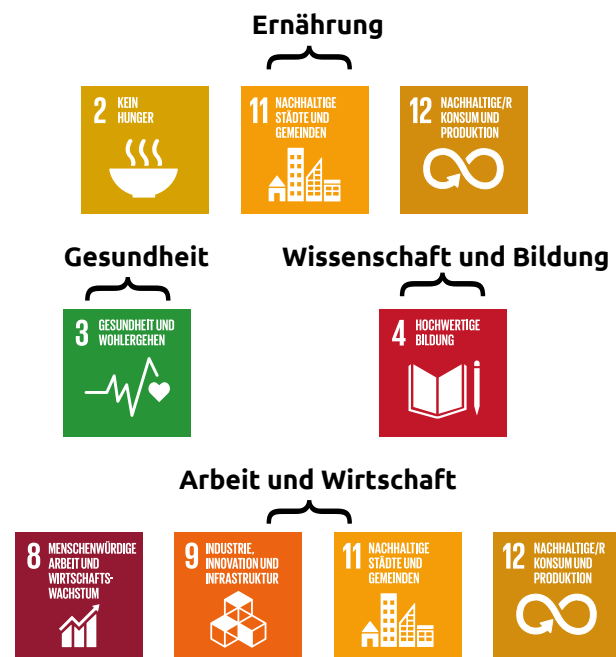 Ernährung
2 KEIN
HUNGER
11 NACHHALTIGE
STÄDTE UND
GEMEINDEN
12 NACHHALTIGE/R
KONSUM UND
PRODUKTION
Gesundheit
Wissenschaft und Bildung
3 GESUNDHEIT UND
WOHLERGEHEN
4 HOCHWERTIGE
BILDUNG
Arbeit und Wirtschaft
8 MENSCHENWÜRDIGE
ARBEIT UND
WIRTSCHAFTS-
WACHSTUM
9 INDUSTRIE,
INNOVATION UND
INFRASTRUKTUR
11 NACHHALTIGE
STÄDTE UND
GEMEINDEN
12 NACHHALTIGE/R
KONSUM UND
PRODUKTION